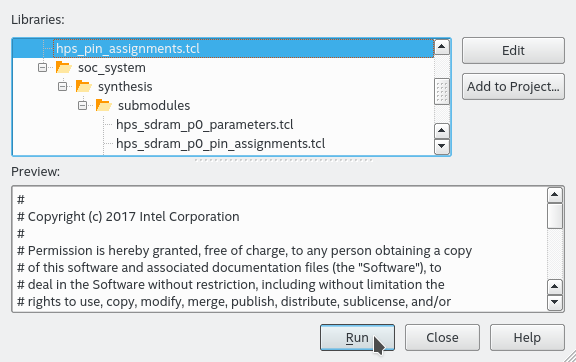 Libraries:
hps_pin_assignments.tcl
soc_system
synthesis
submodules
hps_sdram_p0_parameters.tcl
hps_sdram_p0_pin_assignments.tcl
Edit
Add to Project...
Preview:
#
# Copyright (c) 2017 Intel Corporation
#
# Permission is hereby granted, free of charge, to any person obtaining a copy
# of this software and associated documentation files (the "Software"), to
# deal in the Software without restriction, including without limitation the
# rights to use, copy, modify, merge, publish, distribute, sublicense, and/or
Run Close Help